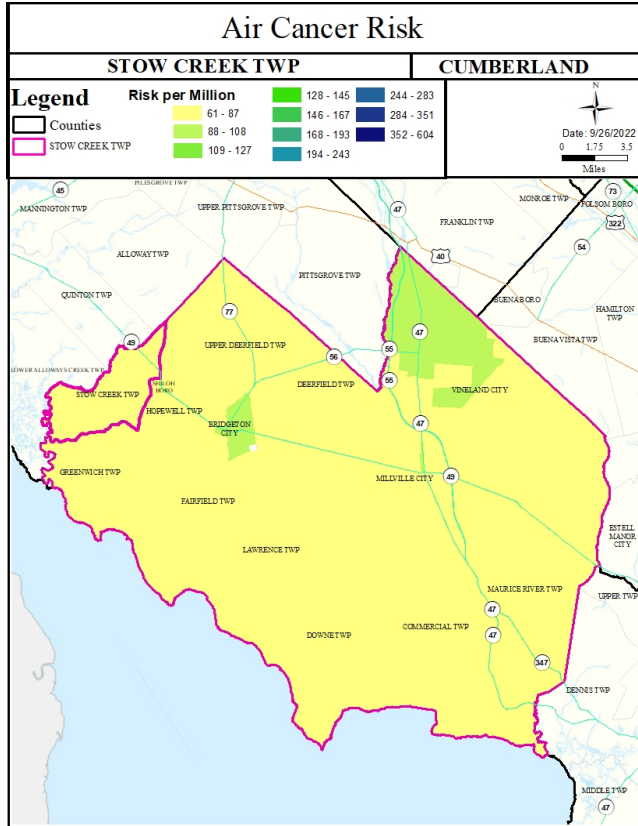 Air Cancer Risk
STOW CREEK TWP
CUMBERLAND
Legend
Counties
STOW CREEK TWP
Risk per Million
61 - 87
88 - 108
109 - 127
128 - 145
146 - 167
168 - 193
194 - 243
244 - 283
284 - 351
352 - 604
N
Date: 9/26/2022
0 1.75 3.5
Miles
PILESGROVE TWP
45
MANNINGTON TWP
UPPER PITTSGROVE TWP
47
FRANKLIN TWP
MONROE TWP
73
FOLSOM BORO
322
54
40
ALLOWAY TWP
PITTSGROVE TWP
QUINTON TWP
BUENA BORO
HAMILTON
TWP
77
49
47
BUENA VISTA TWP
UPPER DEERFIELD TWP
55
56
LOWER ALLOWAYS CREEK TWP
SHILOH
BORO
DEERFIELD TWP
55
VINELAND CITY
STOW CREEK TWP
HOPEWELL TWP
BRIDGETON
CITY
47
GREENWICH TWP
MILLVILLE CITY
49
FAIRFIELD TWP
ESTELL
MANOR
CITY
LAWRENCE TWP
MAURICE RIVER TWP
UPPER TWP
47
COMMERCIAL TWP
DOWNE TWP
47
347
DENNIS TWP
MIDDLE TWP
47